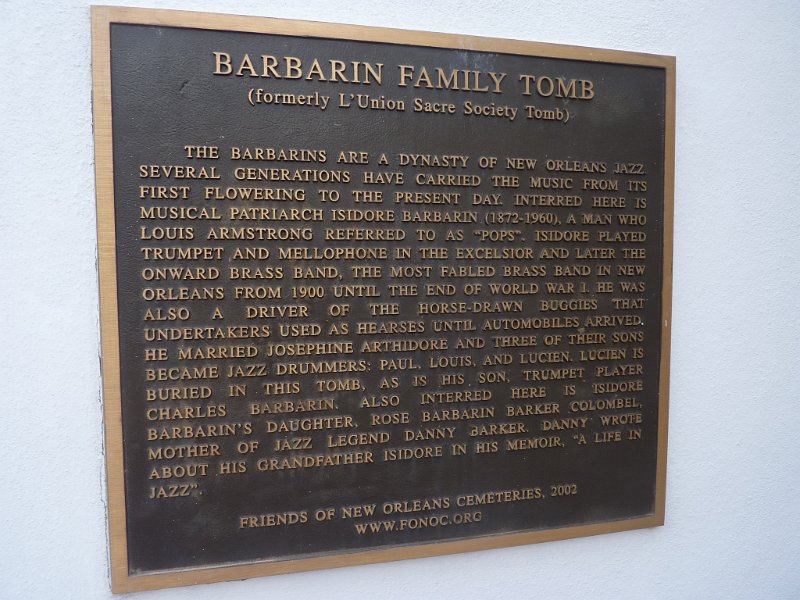 BARBARIN FAMILY TOMB
(formerly L'Union Sacre Society Tomb)
THE BARBARINS ARE A DYNASTY OF NEW ORLEANS JAZZ.
SEVERAL GENERATIONS HAVE CARRIED THE MUSIC FROM ITS
FIRST FLOWERING TO THE PRESENT DAY. INTERRED HERE IS
MUSICAL PATRIARCH ISIDORE BARBARIN (1872-1960), A MAN WHO
LOUIS ARMSTRONG REFERRED TO AS "POPS". ISIDORE PLAYED
TRUMPET AND MELLOPHONE IN THE EXCELSIOR AND LATER THE
ONWARD BRASS BAND, THE MOST FABLED BRASS BAND IN NEW
ORLEANS FROM 1900 UNTIL THE END OF WORLD WAR I. HE WAS
ALSO A DRIVER OF THE HORSE-DRAWN BUGGIES THAT
UNDERTAKERS USED AS HEARSES UNTIL AUTOMOBILES ARRIVED.
HE MARRIED JOSEPHINE ARTHIDORE AND THREE OF THEIR SONS
BECAME JAZZ DRUMMERS: PAUL, LOUIS, AND LUCIEN. LUCIEN IS
BURIED IN THIS TOMB, AS IS HIS SON, TRUMPET PLAYER
CHARLES BARBARIN. ALSO INTERRED HERE IS ISIDORE
BARBARIN'S DAUGHTER, ROSE BARBARIN BARKER COLOMBEL,
MOTHER OF JAZZ LEGEND DANNY BARKER. DANNY WROTE
ABOUT HIS GRANDFATHER ISIDORE IN HIS MEMOIR, "A LIFE IN
JAZZ".
FRIENDS OF NEW ORLEANS CEMETERIES, 2002
WWW.FONOC.ORG